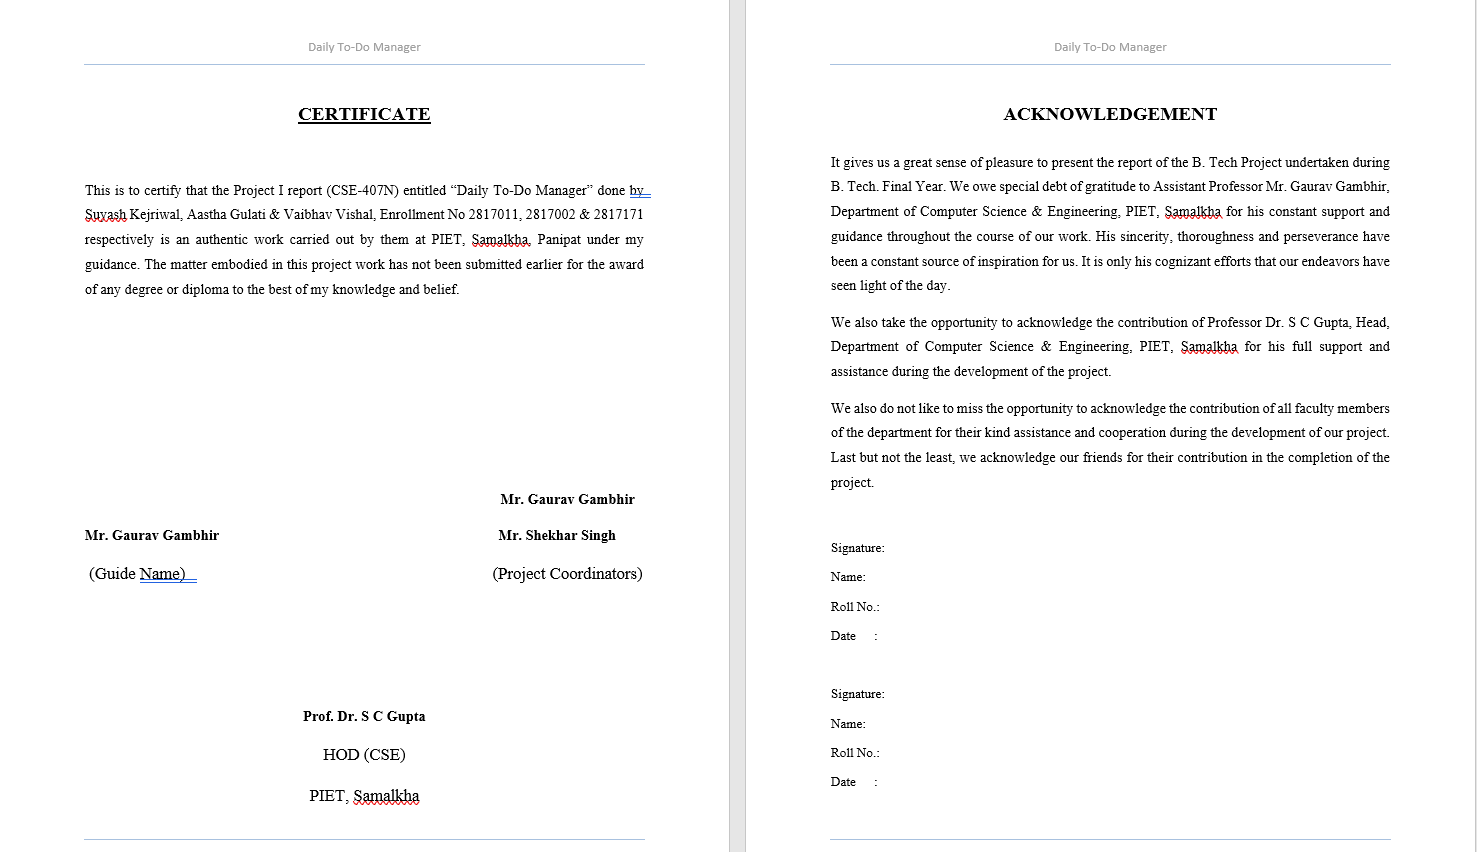 Daily To-Do Manager
CERTIFICATE
This is to certify that the Project I report (CSE-407N) entitled “Daily To-Do Manager” done by
Suyash Kejriwal, Aastha Gulati & Vaibhav Vishal, Enrollment No 2817011, 2817002 & 2817171
respectively is an authentic work carried out by them at PIET, Samalkha, Panipat under my
guidance. The matter embodied in this project work has not been submitted earlier for the award
of any degree or diploma to the best of my knowledge and belief.
Mr. Gaurav Gambhir
Mr. Gaurav Gambhir Mr. Shekhar Singh
(Guide Name) (Project Coordinators)
Prof. Dr. S C Gupta
HOD (CSE)
PIET, Samalkha
Daily To-Do Manager
ACKNOWLEDGEMENT
It gives us a great sense of pleasure to present the report of the B. Tech Project undertaken during
B. Tech. Final Year. We owe special debt of gratitude to Assistant Professor Mr. Gaurav Gambhir,
Department of Computer Science & Engineering, PIET, Samalkha for his constant support and
guidance throughout the course of our work. His sincerity, thoroughness and perseverance have
been a constant source of inspiration for us. It is only his cognizant efforts that our endeavors have
seen light of the day.
We also take the opportunity to acknowledge the contribution of Professor Dr. S C Gupta, Head,
Department of Computer Science & Engineering, PIET, Samalkha for his full support and
assistance during the development of the project.
We also do not like to miss the opportunity to acknowledge the contribution of all faculty members
of the department for their kind assistance and cooperation during the development of our project.
Last but not the least, we acknowledge our friends for their contribution in the completion of the
project.
Signature:
Name:
Roll No.:
Date :
Signature:
Name:
Roll No.:
Date :